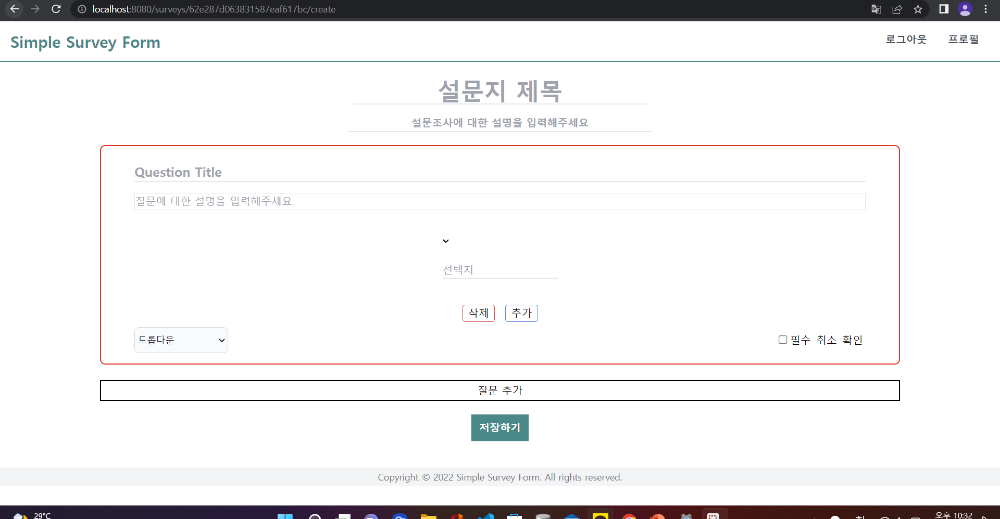 localhost:8080/surveys/62e287d063831587eaf617bc/create
Simple Survey Form
로그아웃 프로필
설문지 제목
설문조사에 대한 설명을 입력해주세요
Question Title
질문에 대한 설명을 입력해주세요
선택지
삭제 추가
드롭다운
필수 취소 확인
질문 추가
저장하기
Copyright © 2022 Simple Survey Form. All rights reserved.
29°C
오후 10:32